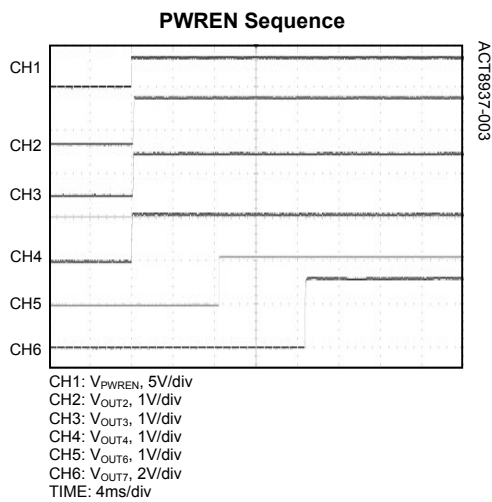 PWREN Sequence
ACT8937-003
CH1
CH2
CH3
CH4
CH5
CH6
CH1: VPWREN, 5V/div
CH2: VOUT2, 1V/div
CH3: VOUT3, 1V/div
CH4: VOUT4, 1V/div
CH5: VOUT6, 1V/div
CH6: VOUT7, 2V/div
TIME: 4ms/div